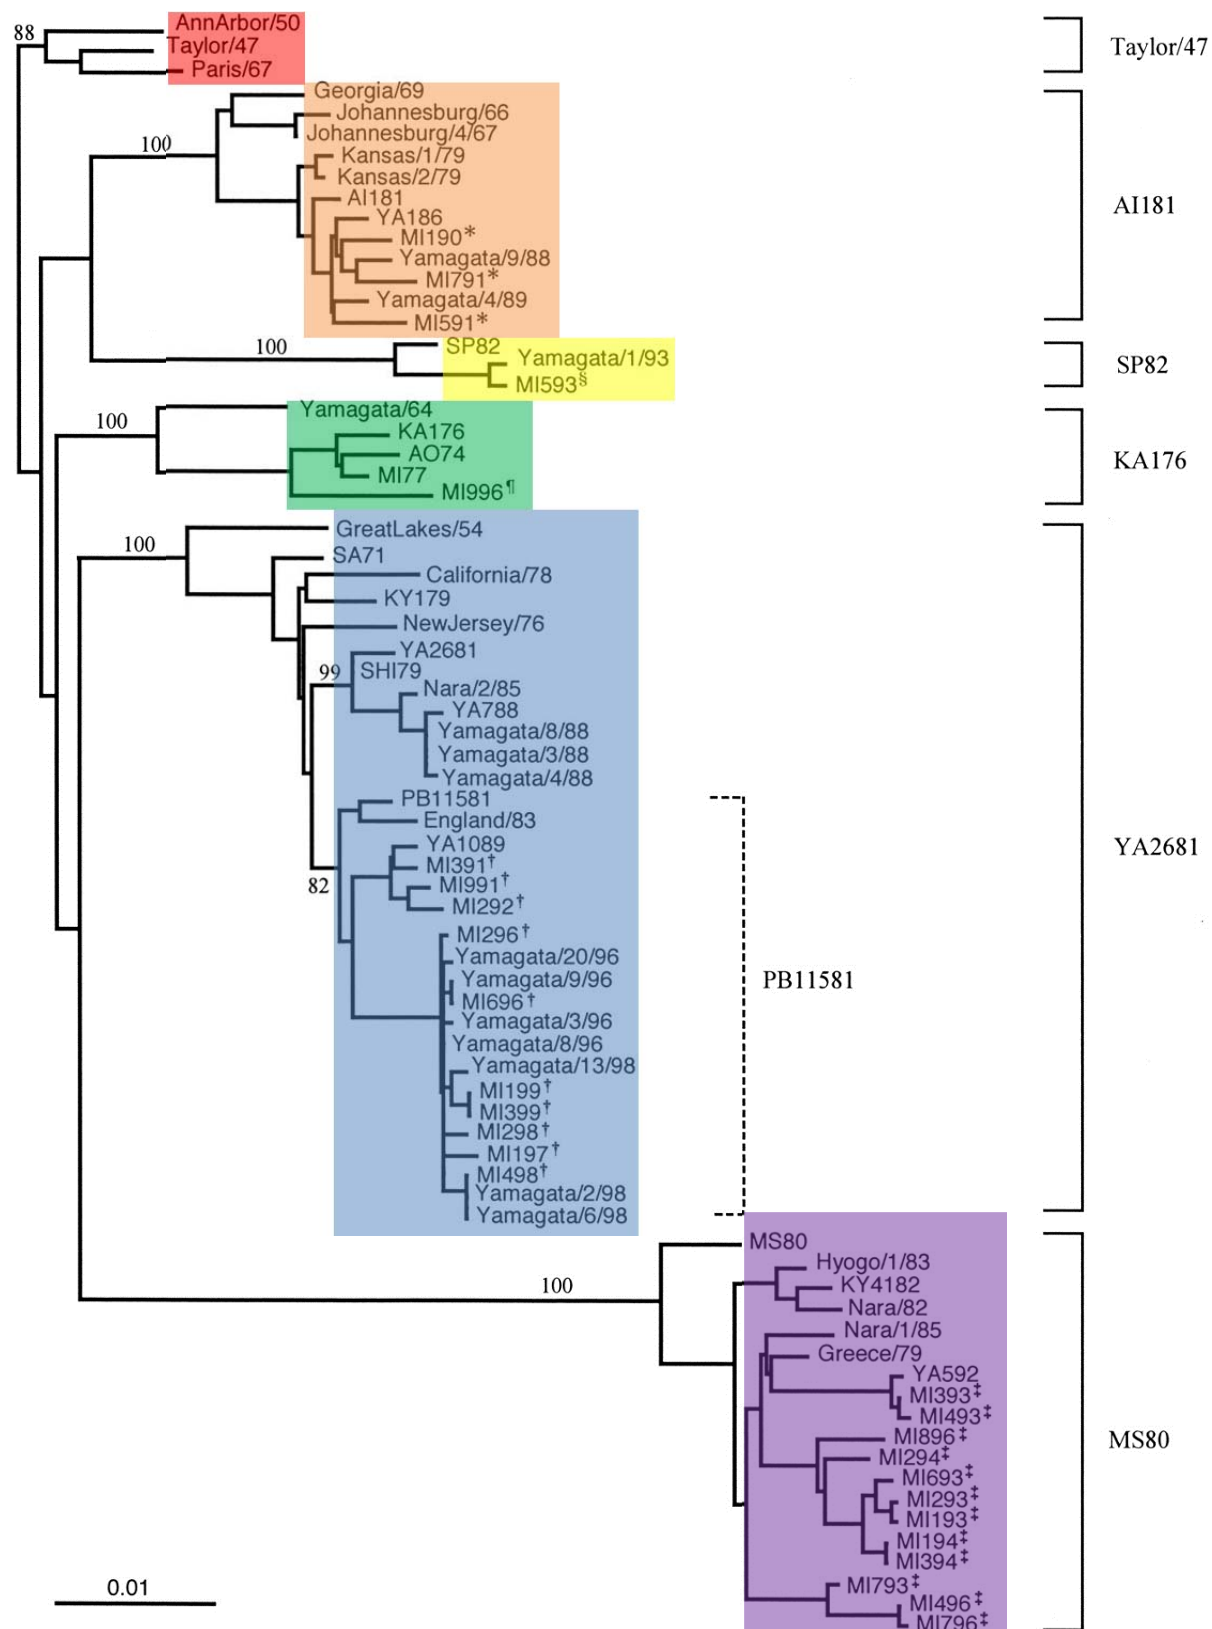 88
AnnArbor/50
Taylor/47
Paris/67
Taylor/47
Georgia/69
Johannesburg/66
Johannesburg/4/67
100
Kansas/1/79
Kansas/2/79
AI181
YA186
MI190*
Yamagata/9/88
MI791*
Yamagata/4/89
MI591*
AI181
100
SP82
Yamagata/1/93
MI593§
SP82
Yamagata/64
100
KA176
AO74
MI77
MI996¶
KA176
GreatLakes/54
100
SA71
California/78
KY179
NewJersey/76
YA2681
99
SHI79
Nara/2/85
YA788
Yamagata/8/88
Yamagata/3/88
Yamagata/4/88
PB11581
England/83
YA1089
MI391†
82
MI991†
MI292†
MI296†
Yamagata/20/96
Yamagata/9/96
MI696†
Yamagata/3/96
Yamagata/8/96
Yamagata/13/98
MI199†
MI399†
MI298†
MI197†
MI498†
Yamagata/2/98
Yamagata/6/98
PB11581
YA2681
100
MS80
Hyogo/1/83
KY4182
Nara/82
Nara/1/85
Greece/79
YA592
MI393‡
MI493‡
MI896‡
MI294‡
MI693‡
MI293‡
MI193‡
MI194‡
MI394‡
MI793‡
MI496‡
MI796‡
MS80
0.01